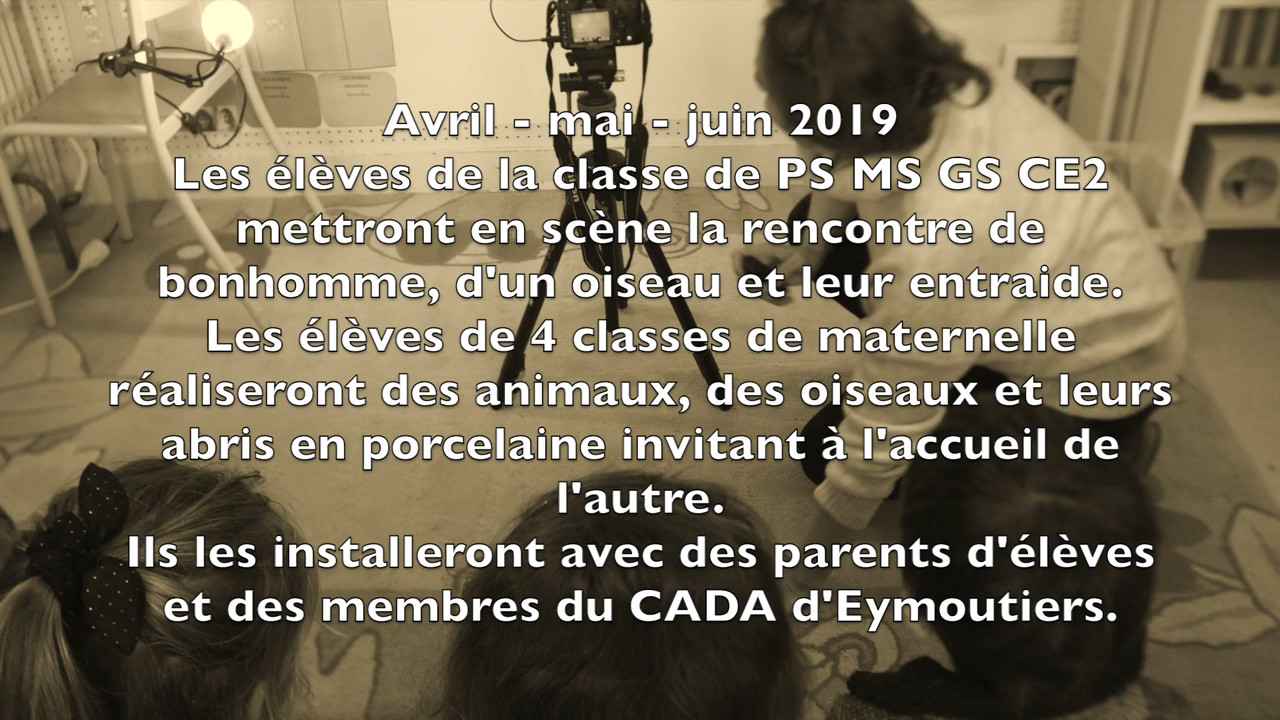 Avril - mai - juin 2019
Les élèves de la classe de PS MS GS CE2
mettront en scène la rencontre de
bonhomme, d'un oiseau et leur entraide.
Les élèves de 4 classes de maternelle
réaliseront des animaux, des oiseaux et leurs
abris en porcelaine invitant à l'accueil de
l'autre.
Ils les installeront avec des parents d'élèves
et des membres du CADA d'Eymoutiers.